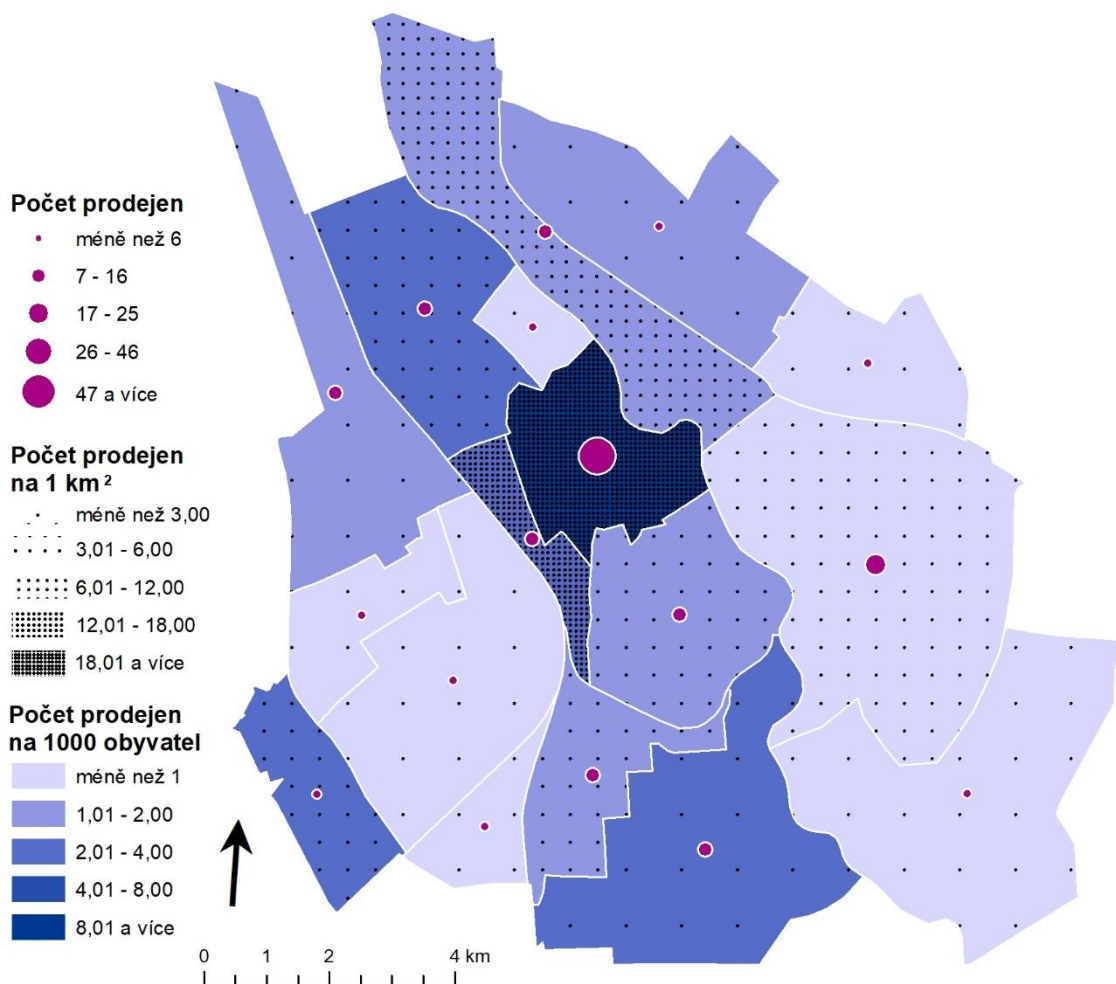 Počet prodejen
méně než 6
7 - 16
17 - 25
26 - 46
47 a více
Počet prodejen
na 1 km²
méně než 3,00
3,01 - 6,00
6,01 - 12,00
12,01 - 18,00
18,01 a více
Počet prodejen
na 1000 obyvatel
méně než 1
1,01 - 2,00
2,01 - 4,00
4,01 - 8,00
8,01 a více
0 1 2 4 km